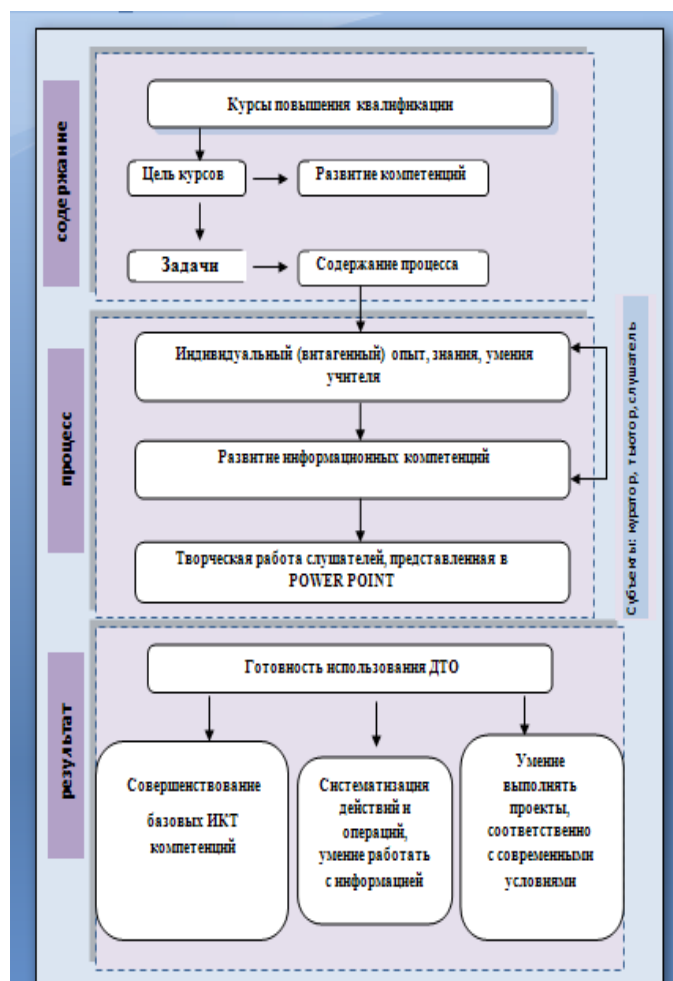 содержание
Курсы повышения квалификации
Цель курсов
Развитие компетенций
Задачи
Содержание процесса
процесс
Индивидуальный (витагенный) опыт, знания, умения
учителя
Развитие информационных компетенций
Творческая работа слушателей, представленная в
POWER POINT
Субъекты: куратор, тьютор, слушатель
результат
Готовность использования ДТО
Совершенствование
базовых ИКТ
компетенций
Систематизация
действий и
операций,
умение работать
с информацией
Умение
выполнять
проекты,
соответственно
с современными
условиями